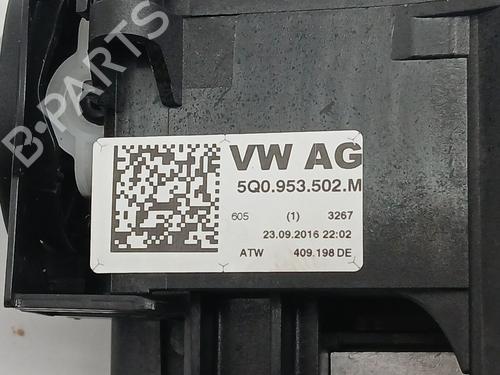 B-PARTS
VW AG
5Q0.953.502.M
605 (1) 3267
23.09.2016 22:02
ATW 409.198 DE